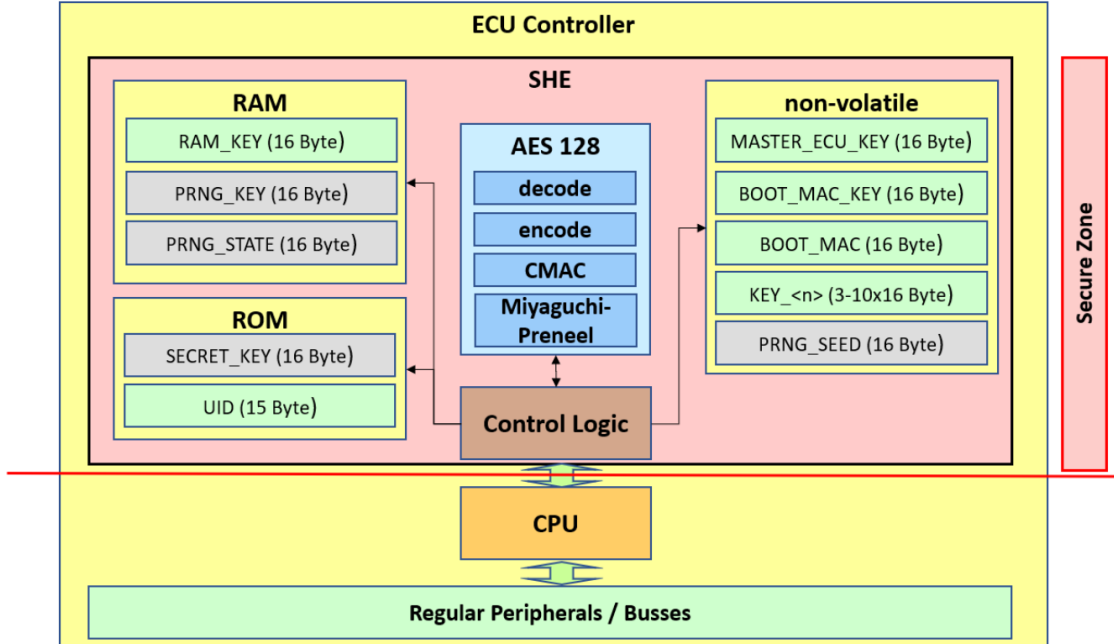 ECU Controller
SHE
RAM
RAM_KEY (16 Byte)
PRNG_KEY (16 Byte)
PRNG_STATE (16 Byte)
ROM
SECRET_KEY (16 Byte)
UID (15 Byte)
AES 128
decode
encode
CMAC
Miyaguchi-
Preneel
Control Logic
non-volatile
MASTER_ECU_KEY (16 Byte)
BOOT_MAC_KEY (16 Byte)
BOOT_MAC (16 Byte)
KEY_<n> (3-10x16 Byte)
PRNG_SEED (16 Byte)
Secure Zone
CPU
Regular Peripherals / Busses